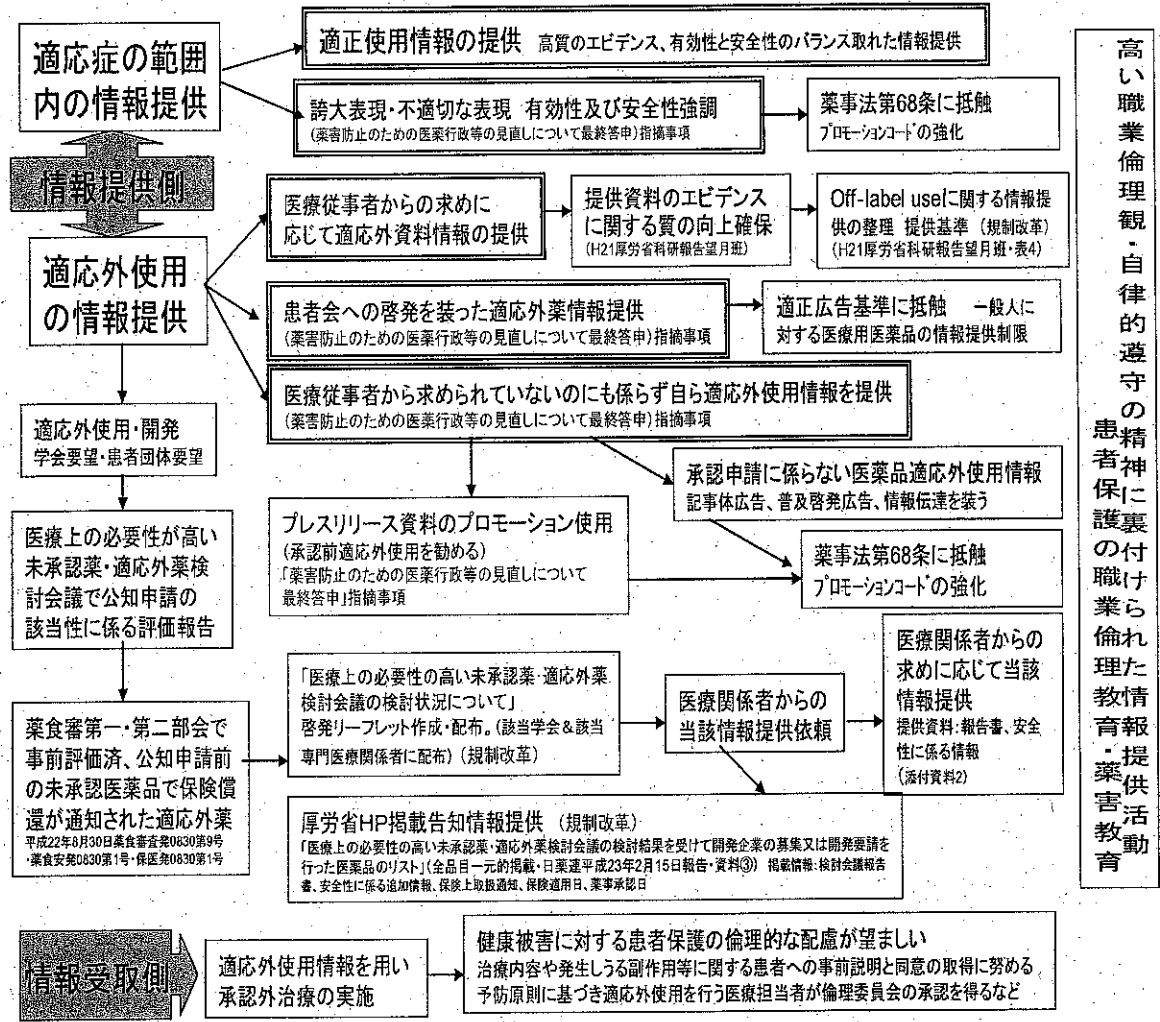 適応症の範囲
内の情報提供
適正使用情報の提供 高質のエビデンス、有効性と安全性のバランス取れた情報提供
誇大表現・不適切な表現 有効性及び安全性強調
(薬害防止のための医薬行政等の見直しについて最終答申)指摘事項
薬事法第68条に抵触
プロモーションコードの強化
情報提供側
適応外使用
の情報提供
医療従事者からの求めに
応じて適応外資料情報の提供
提供資料のエビデンス
に関する質の向上確保
(H21厚労省科研報告望月班)
Off-label useに関する情報提
供の整理 提供基準 (規制改革)
(H21厚労省科研報告望月班・表4)
患者会への啓発を装った適応外薬情報提供
(薬害防止のための医薬行政等の見直しについて最終答申)指摘事項
適正広告基準に抵触 一般人に
対する医療用医薬品の情報提供制限
医療従事者から求められていないのにも係らず自ら適応外使用情報を提供
(薬害防止のための医薬行政等の見直しについて最終答申)指摘事項
適応外使用・開発
学会要望・患者団体要望
承認申請に係らない医薬品適応外使用情報
記事体広告、普及啓発広告、情報伝達を装う
プレスリリース資料のプロモーション使用
(承認前適応外使用を勧める)
「薬害防止のための医薬行政等の見直しについて
最終答申」指摘事項
薬事法第68条に抵触
プロモーションコードの強化
医療上の必要性が高い
未承認薬・適応外薬検
討会議で公知申請の
該当性に係る評価報告
薬食審第一・第二部会で
事前評価済、公知申請前
の未承認医薬品で保険償
還が通知された適応外薬
平成22年8月30日薬食審査発0830第9号
・薬食安発0830第1号・保医発0830第1号
「医療上の必要性の高い未承認薬・適応外薬
検討会議の検討状況について」
啓発リーフレット作成・配布。(該当学会&該当
専門医療関係者に配布) (規制改革)
医療関係者からの
当該情報提供依頼
医療関係者からの
求めに応じて当該
情報提供
提供資料:報告書、安全
性に係る情報
(添付資料2)
厚労省HP掲載告知情報提供 (規制改革)
「医療上の必要性の高い未承認薬・適応外薬検討会議の検討結果を受けて開発企業の募集又は開発要請を
行った医薬品のリスト」(全品目一元的掲載・日薬連平成23年2月15日報告・資料③) 掲載情報:検討会議報告
書、安全性に係る追加情報、保険上取扱通知、保険適用日、薬事承認日
高い職業倫理観・自律的遵守の精神に裏付けられた情報提供活動
患者保護の職業倫理教育・薬害教育
情報受取側
適応外使用情報を用い
承認外治療の実施
健康被害に対する患者保護の倫理的な配慮が望ましい
治療内容や発生しうる副作用等に関する患者への事前説明と同意の取得に努める
予防原則に基づき適応外使用を行う医療担当者が倫理委員会の承認を得るなど